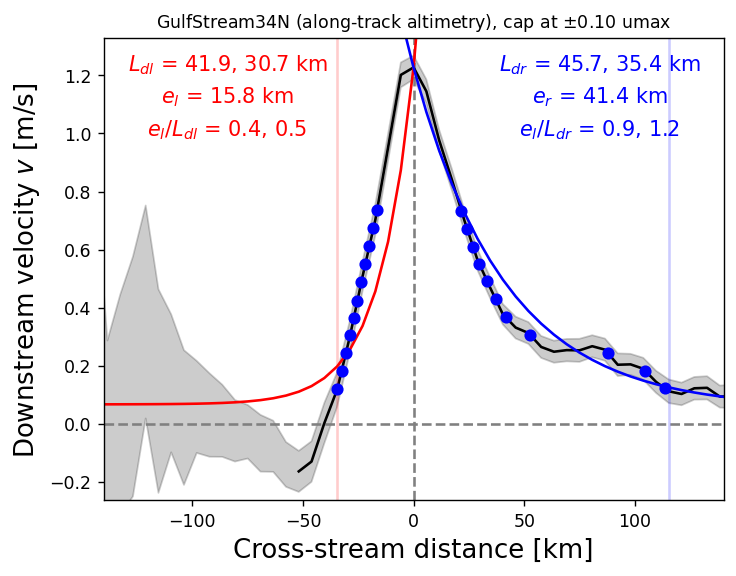 GulfStream34N (along-track altimetry), cap at ±0.10 umax
L_dl = 41.9, 30.7 km
e_l = 15.8 km
e_l/L_dl = 0.4, 0.5
L_dr = 45.7, 35.4 km
e_r = 41.4 km
e_l/L_dr = 0.9, 1.2
Downstream velocity v [m/s]
1.2
1.0
0.8
0.6
0.4
0.2
0.0
−0.2
−100
−50
0
50
100
Cross-stream distance [km]